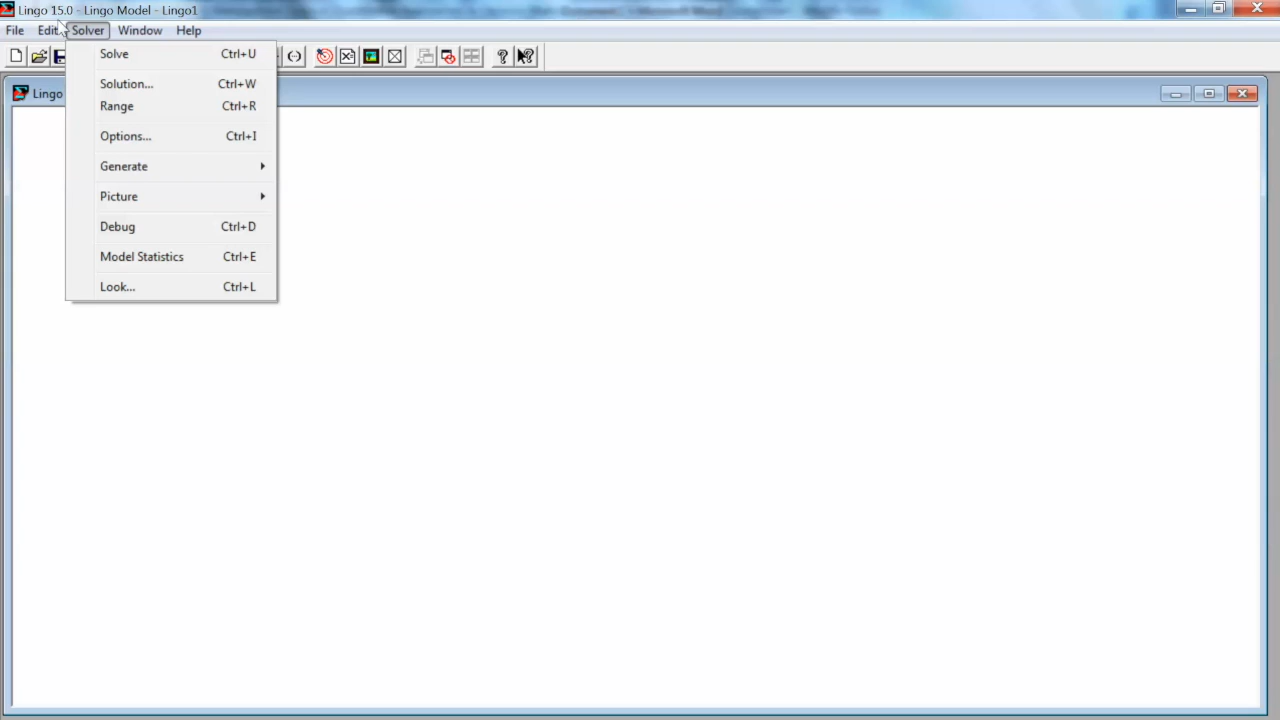 Lingo 15.0 - Lingo Model - Lingo1
File Edit Solver Window Help
Lingo
Solve Ctrl+U
Solution... Ctrl+W
Range Ctrl+R
Options... Ctrl+I
Generate
Picture
Debug Ctrl+D
Model Statistics Ctrl+E
Look... Ctrl+L